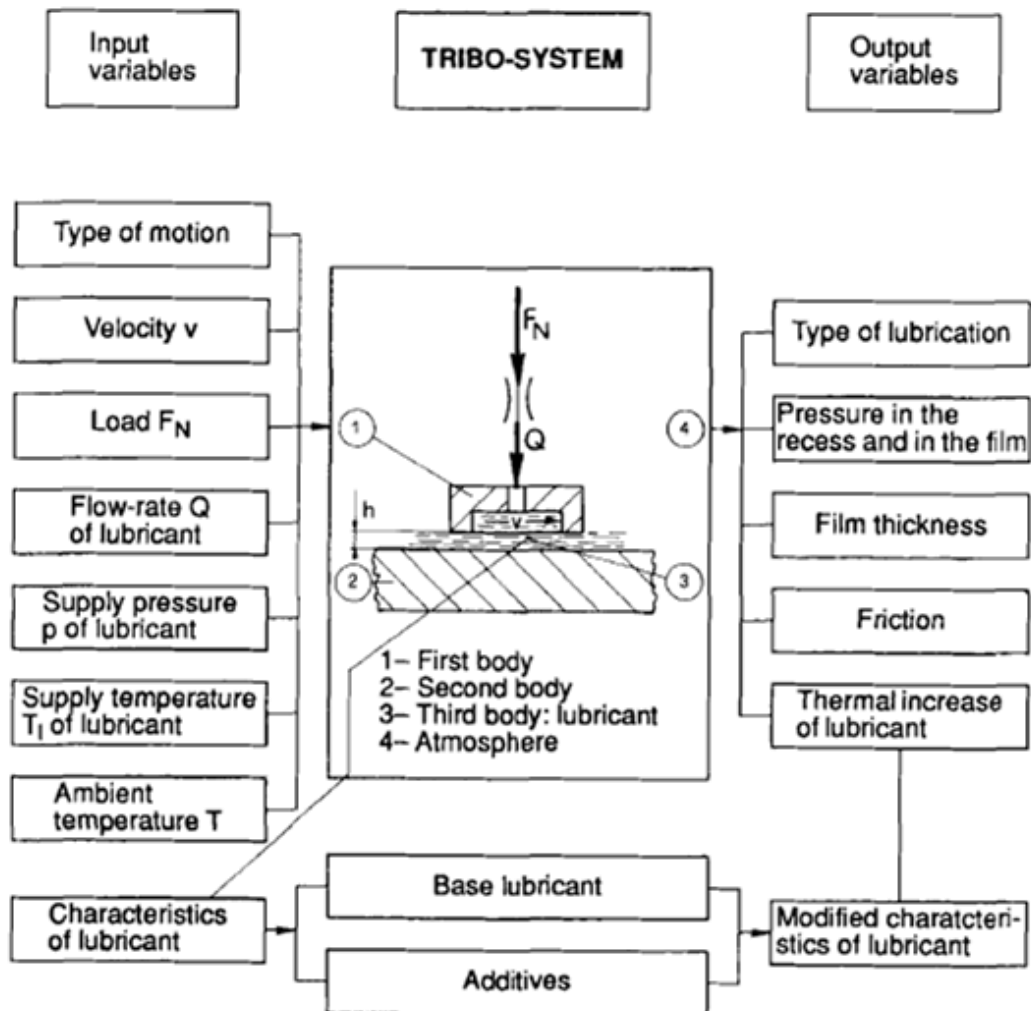 Input
variables
TRIBO-SYSTEM
Output
variables
Type of motion
Velocity v
Load F_N
Flow-rate Q
of lubricant
Supply pressure
p of lubricant
Supply temperature
T_l of lubricant
Ambient
temperature T
Characteristics
of lubricant
F_N
Q
1
4
h
v
2
3
1– First body
2– Second body
3– Third body: lubricant
4– Atmosphere
Base lubricant
Additives
Type of lubrication
Pressure in the
recess and in the film
Film thickness
Friction
Thermal increase
of lubricant
Modified charatcteri-
stics of lubricant